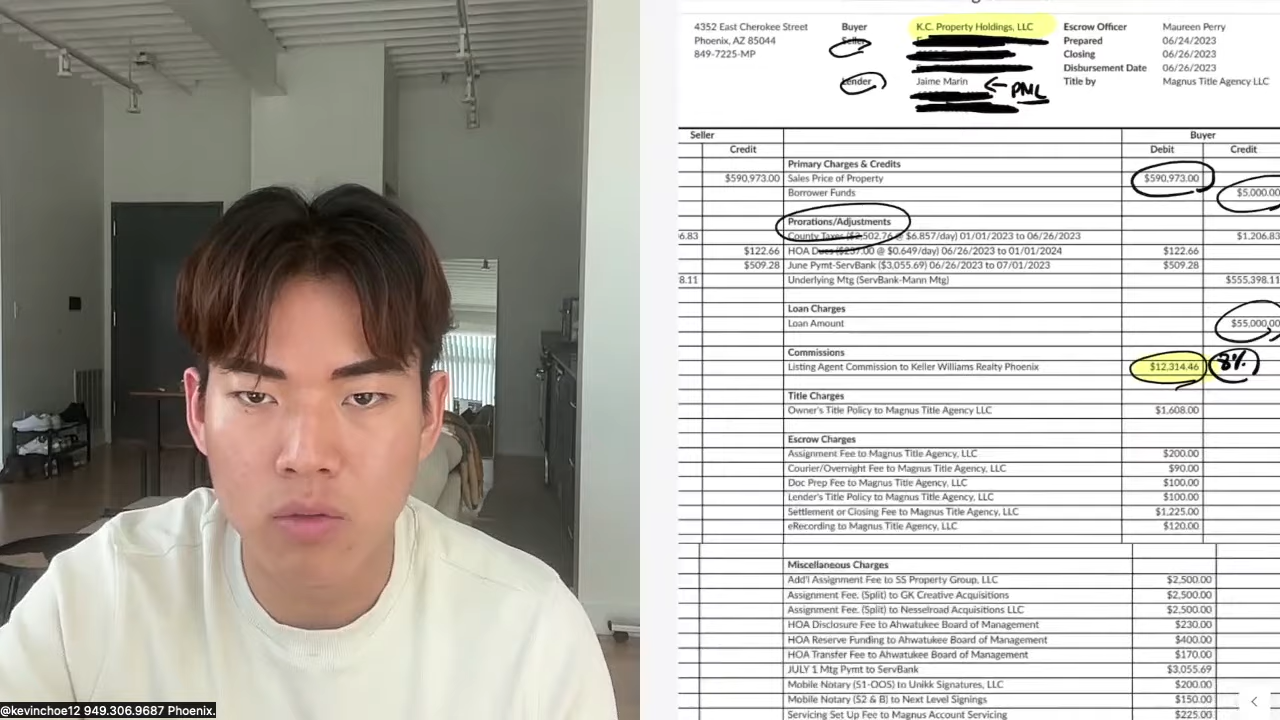 4352 East Cherokee Street Buyer K.C. Property Holdings, LLC Escrow Officer Maureen Perry
Phoenix, AZ 85044 Seller Prepared 06/24/2023
849-7225-MP Closing 06/26/2023
Disbursement Date 06/26/2023
Lender Jaime Marin ← PML Title by Magnus Title Agency LLC
Seller Buyer
Credit Debit Credit
Primary Charges & Credits
$590,973.00 Sales Price of Property $590,973.00
Borrower Funds $5,000.00
Prorations/Adjustments
6.83 County Taxes ($2,502.76 @ $6.857/day) 01/01/2023 to 06/26/2023 $1,206.83
$122.66 HOA Dues ($237.00 @ $0.649/day) 06/26/2023 to 01/01/2024 $122.66
$509.28 June Pymt-ServBank ($3,055.69) 06/26/2023 to 07/01/2023 $509.28
8.11 Underlying Mtg (ServBank-Mann Mtg) $555,398.11
Loan Charges
Loan Amount $55,000.00
Commissions
Listing Agent Commission to Keller Williams Realty Phoenix $12,314.46 8%
Title Charges
Owner's Title Policy to Magnus Title Agency LLC $1,608.00
Escrow Charges
Assignment Fee to Magnus Title Agency, LLC $200.00
Courier/Overnight Fee to Magnus Title Agency, LLC $90.00
Doc Prep Fee to Magnus Title Agency, LLC $100.00
Lender's Title Policy to Magnus Title Agency, LLC $100.00
Settlement or Closing Fee to Magnus Title Agency, LLC $1,225.00
eRecording to Magnus Title Agency, LLC $120.00
Miscellaneous Charges
Add'l Assignment Fee to SS Property Group, LLC $2,500.00
Assignment Fee. (Split) to GK Creative Acquisitions $2,500.00
Assignment Fee. (Split) to Nesselroad Acquisitions LLC $2,500.00
HOA Disclosure Fee to Ahwatukee Board of Management $230.00
HOA Reserve Funding to Ahwatukee Board of Management $400.00
HOA Transfer Fee to Ahwatukee Board of Management $170.00
JULY 1 Mtg Pymt to ServBank $3,055.69
Mobile Notary (S1-OOS) to Unikk Signatures, LLC $200.00
Mobile Notary (S2 & B) to Next Level Signings $150.00
Servicing Set Up Fee to Magnus Account Servicing $225.00
@kevinchoe12 949.306.9687 Phoenix.